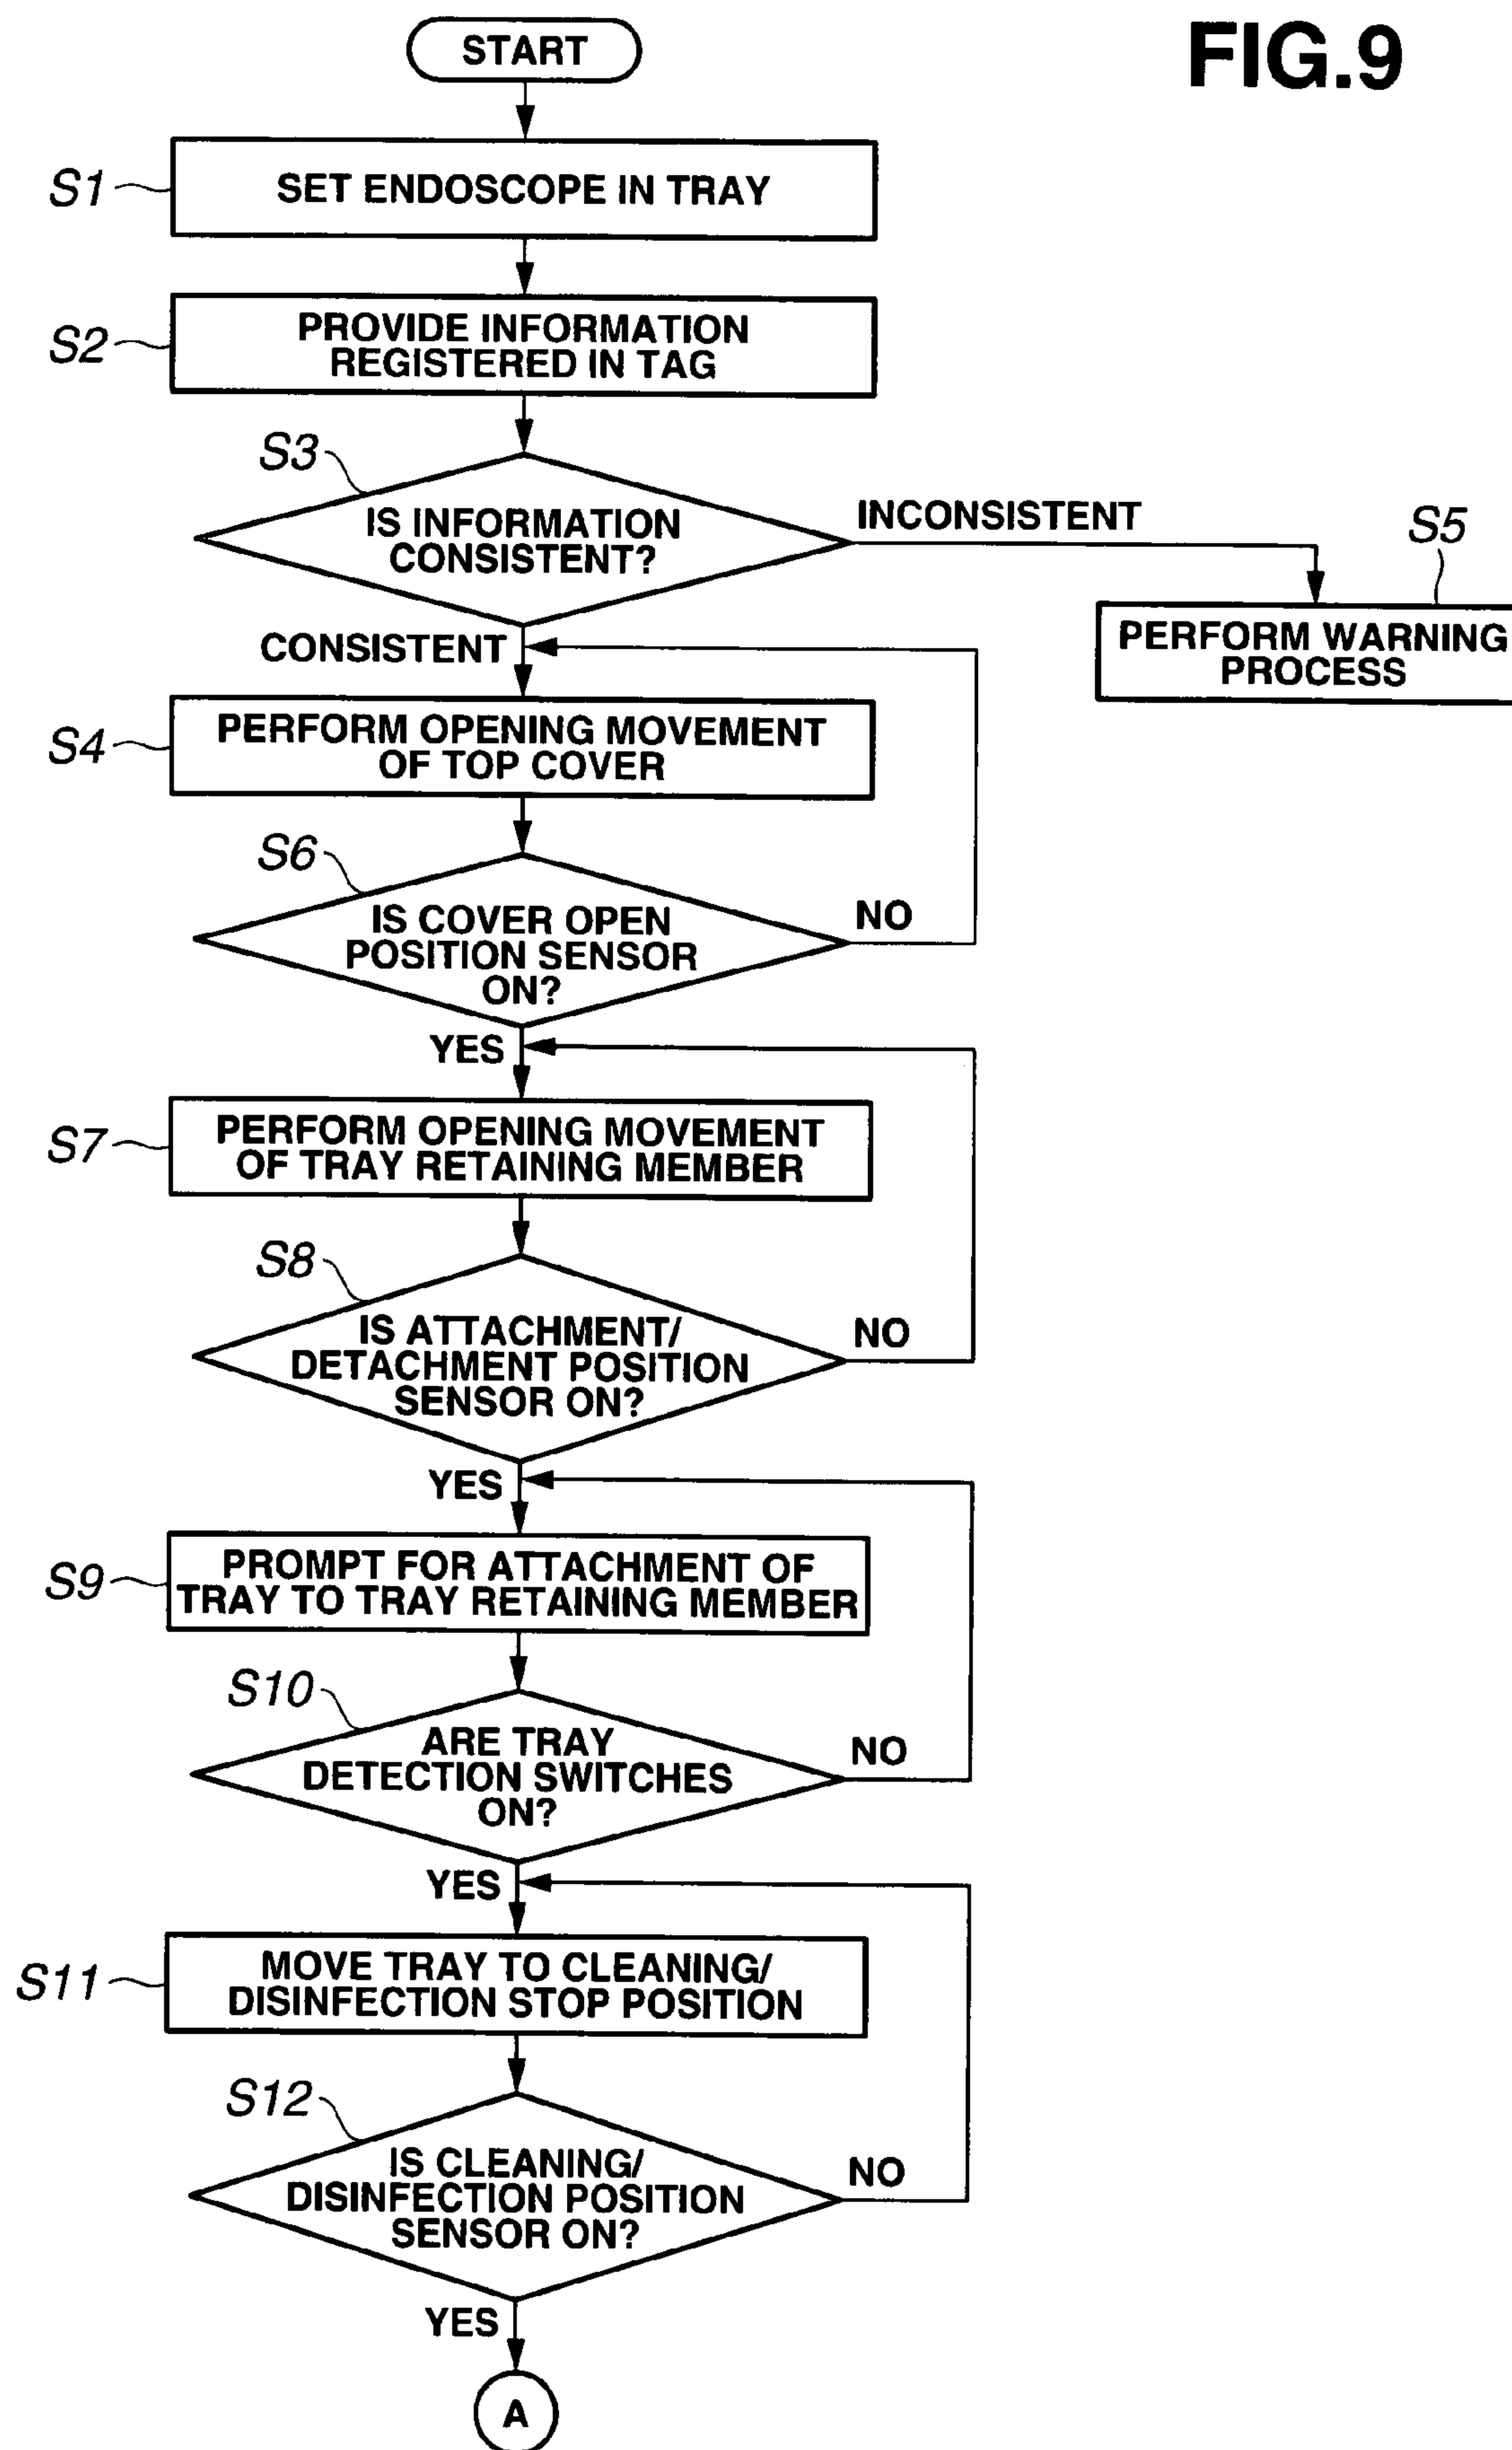 FIG.9
START
S1
SET ENDOSCOPE IN TRAY
S2
PROVIDE INFORMATION
REGISTERED IN TAG
S3
IS INFORMATION
CONSISTENT?
INCONSISTENT
S5
PERFORM WARNING
PROCESS
CONSISTENT
S4
PERFORM OPENING MOVEMENT
OF TOP COVER
S6
IS COVER OPEN
POSITION SENSOR
ON?
NO
YES
S7
PERFORM OPENING MOVEMENT
OF TRAY RETAINING MEMBER
S8
IS ATTACHMENT/
DETACHMENT POSITION
SENSOR ON?
NO
YES
S9
PROMPT FOR ATTACHMENT OF
TRAY TO TRAY RETAINING MEMBER
S10
ARE TRAY
DETECTION SWITCHES
ON?
NO
YES
S11
MOVE TRAY TO CLEANING/
DISINFECTION STOP POSITION
S12
IS CLEANING/
DISINFECTION POSITION
SENSOR ON?
NO
YES
A